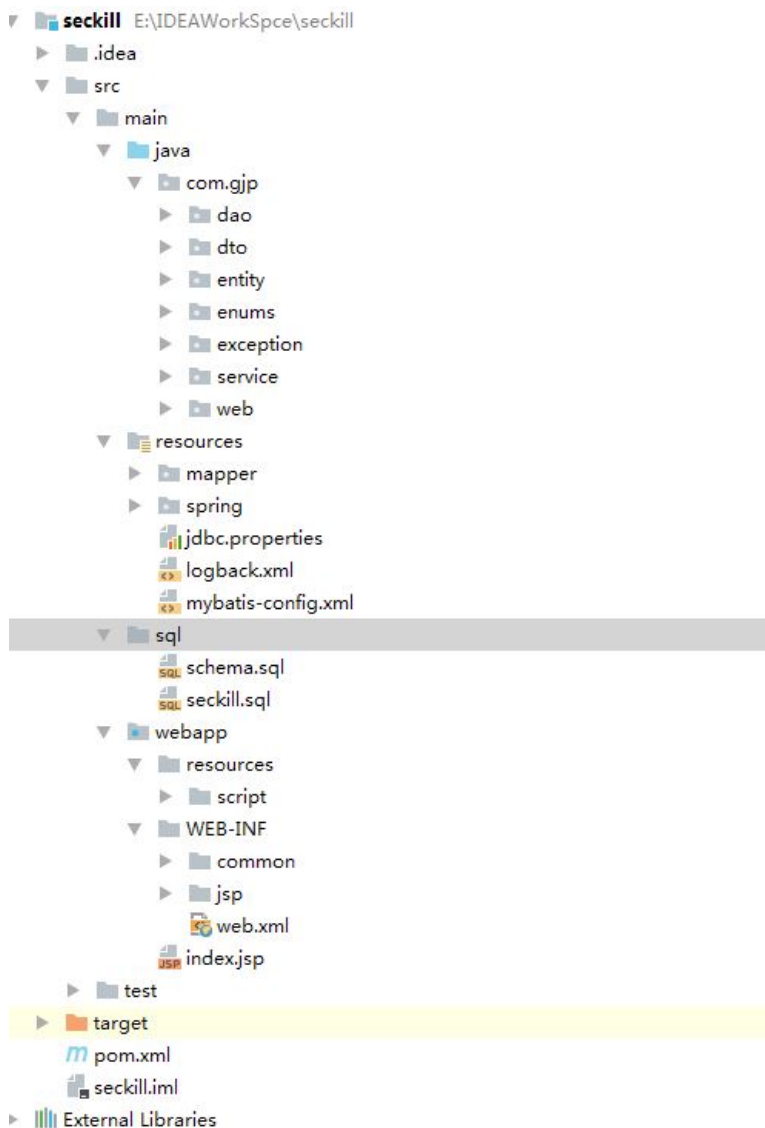 seckill E:\IDEAWorkSpce\seckill
.idea
src
main
java
com.gjp
dao
dto
entity
enums
exception
service
web
resources
mapper
spring
jdbc.properties
logback.xml
mybatis-config.xml
sql
schema.sql
seckill.sql
webapp
resources
script
WEB-INF
common
jsp
web.xml
index.jsp
test
target
pom.xml
seckill.iml
External Libraries